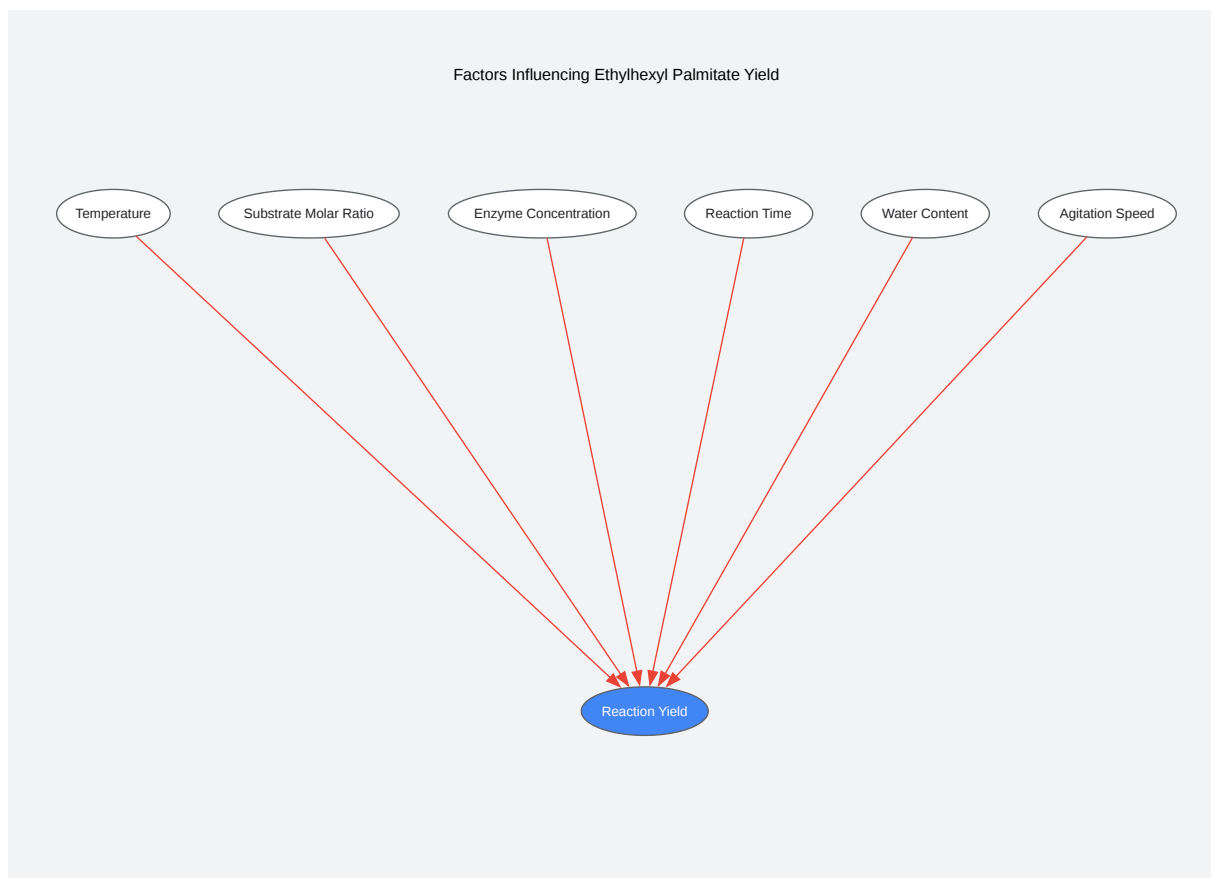 Factors Influencing Ethylhexyl Palmitate Yield
Temperature
Substrate Molar Ratio
Enzyme Concentration
Reaction Time
Water Content
Agitation Speed
Reaction Yield